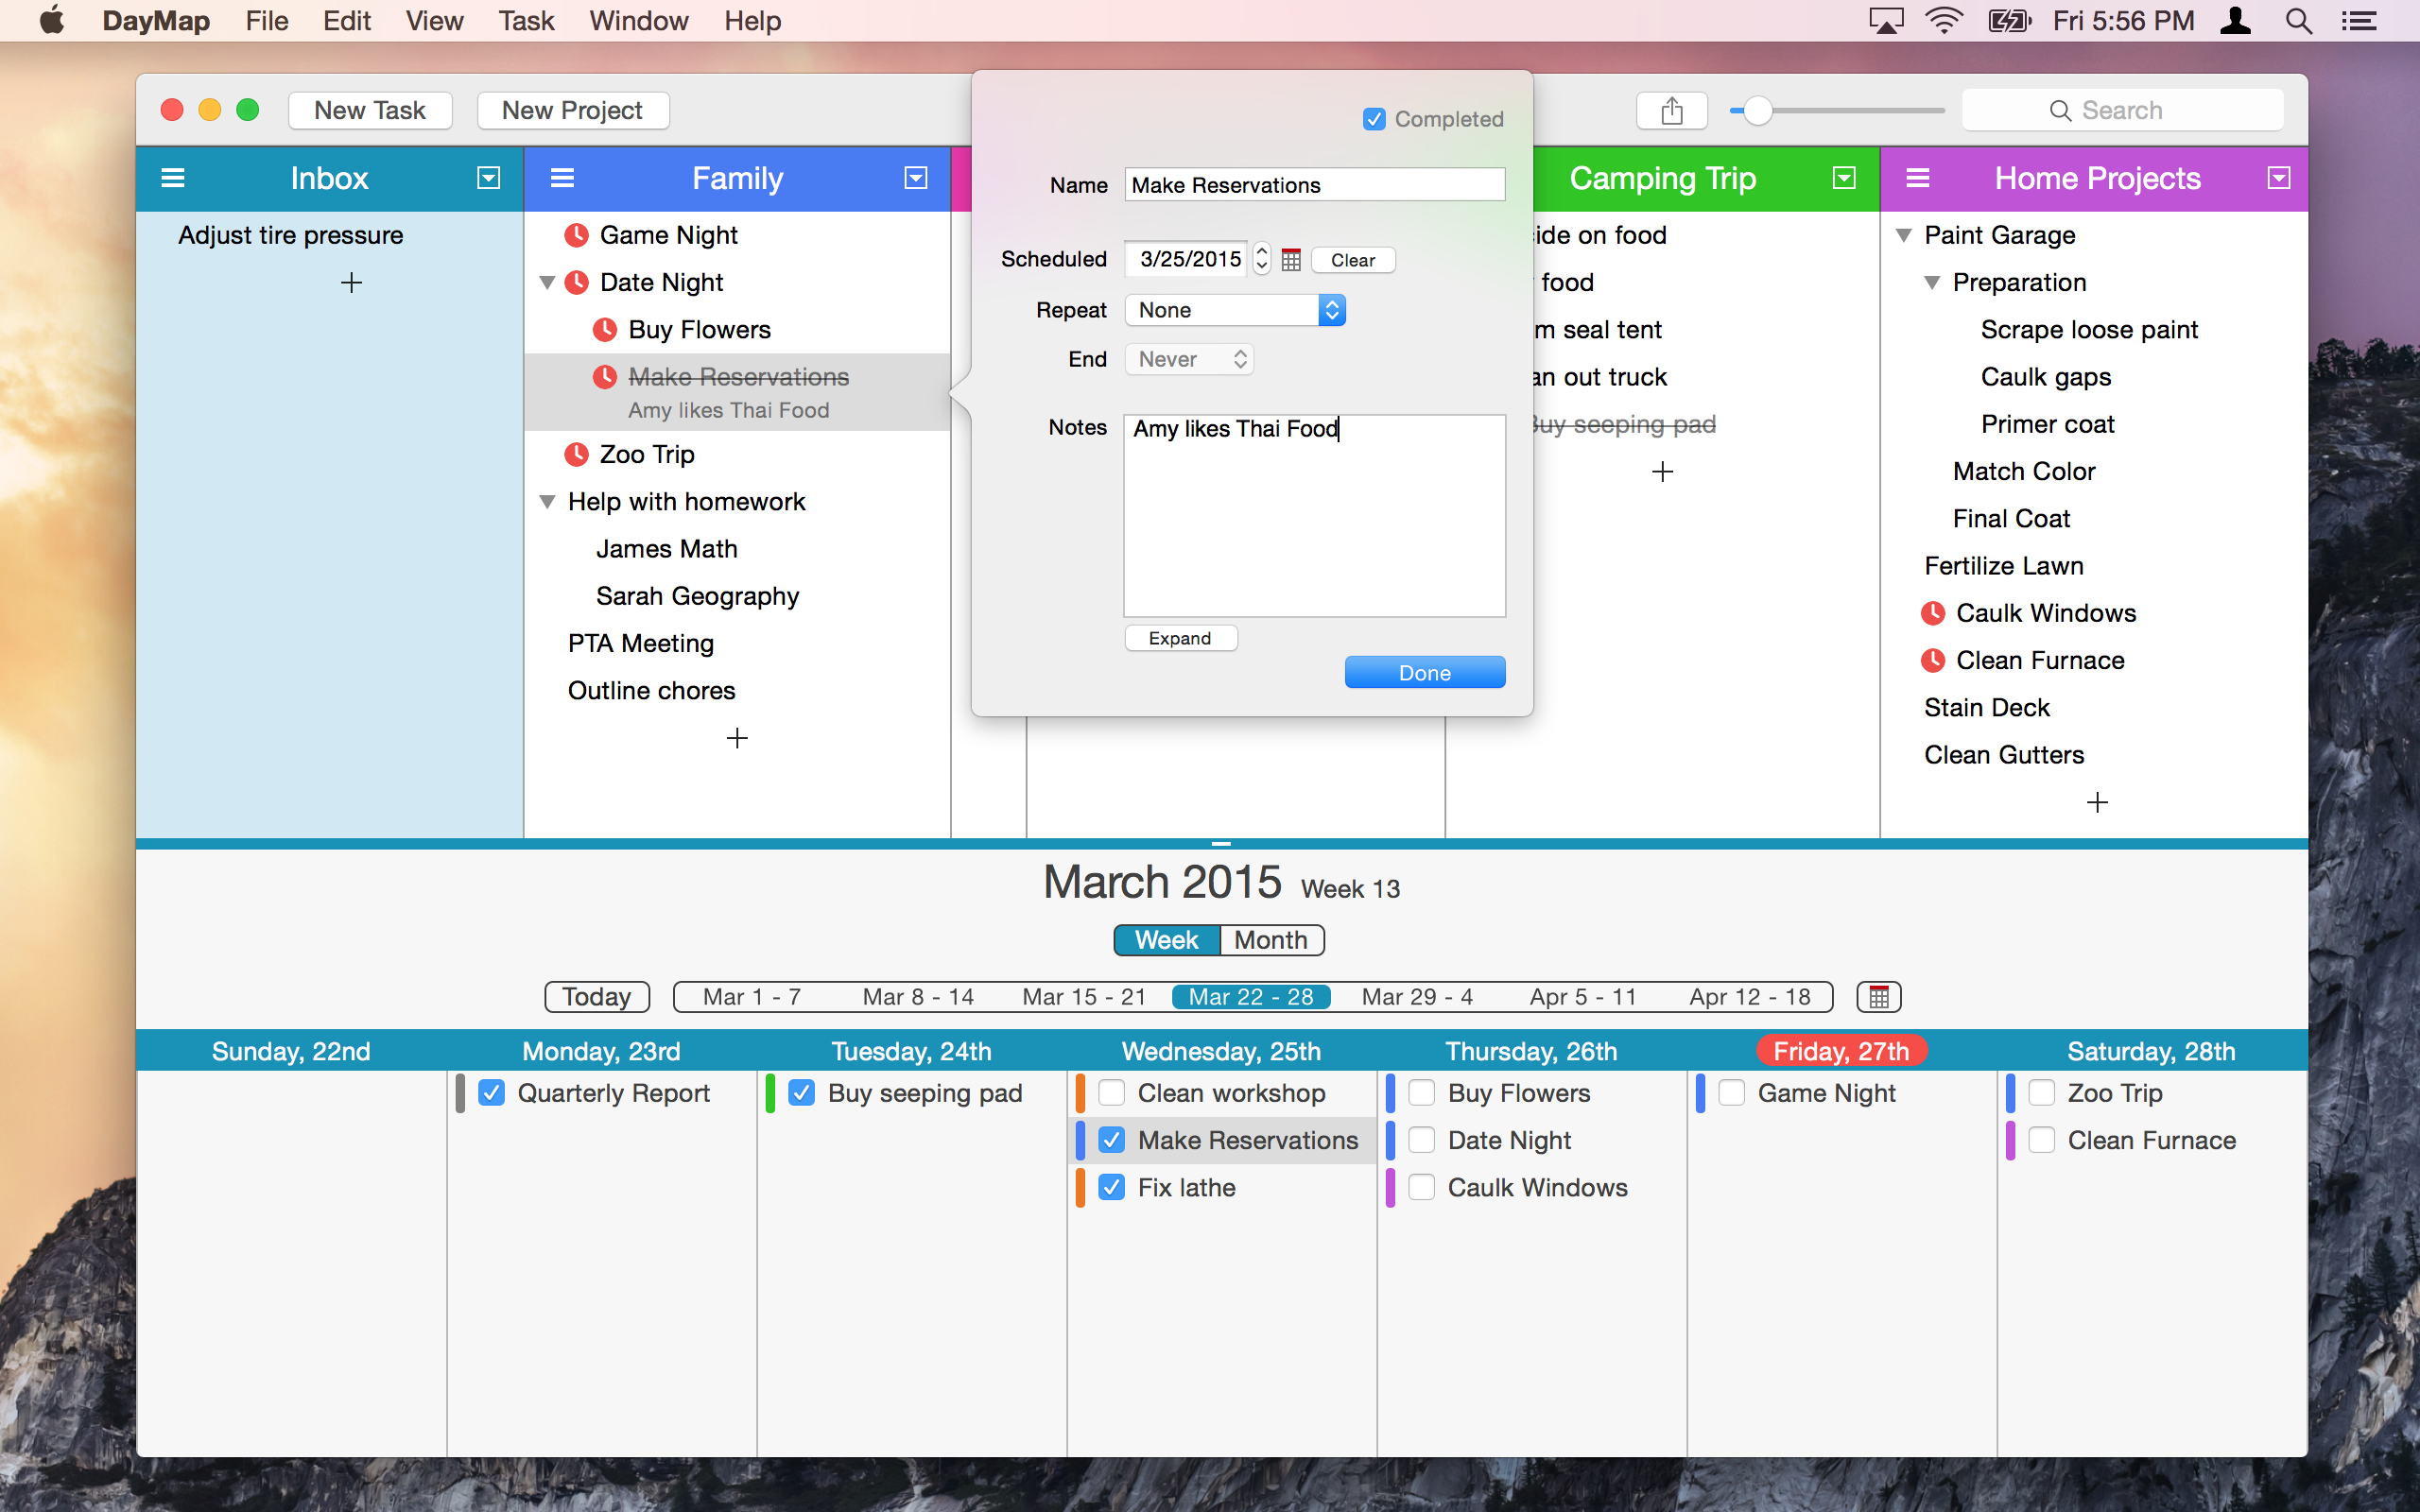 DayMap File Edit View Task Window Help Fri 5:56 PM
New Task New Project Search
Completed
Name Make Reservations
Scheduled 3/25/2015 Clear
Repeat None
End Never
Notes Amy likes Thai Food
Expand
Done
Inbox
Adjust tire pressure
+
Family
Game Night
Date Night
Buy Flowers
Make Reservations
Amy likes Thai Food
Zoo Trip
Help with homework
James Math
Sarah Geography
PTA Meeting
Outline chores
+
Camping Trip
ide on food
food
m seal tent
an out truck
Buy seeping pad
+
Home Projects
Paint Garage
Preparation
Scrape loose paint
Caulk gaps
Primer coat
Match Color
Final Coat
Fertilize Lawn
Caulk Windows
Clean Furnace
Stain Deck
Clean Gutters
+
March 2015 Week 13
Week Month
Today Mar 1 - 7 Mar 8 - 14 Mar 15 - 21 Mar 22 - 28 Mar 29 - 4 Apr 5 - 11 Apr 12 - 18
Sunday, 22nd
Monday, 23rd
Quarterly Report
Tuesday, 24th
Buy seeping pad
Wednesday, 25th
Clean workshop
Make Reservations
Fix lathe
Thursday, 26th
Buy Flowers
Date Night
Caulk Windows
Friday, 27th
Game Night
Saturday, 28th
Zoo Trip
Clean Furnace